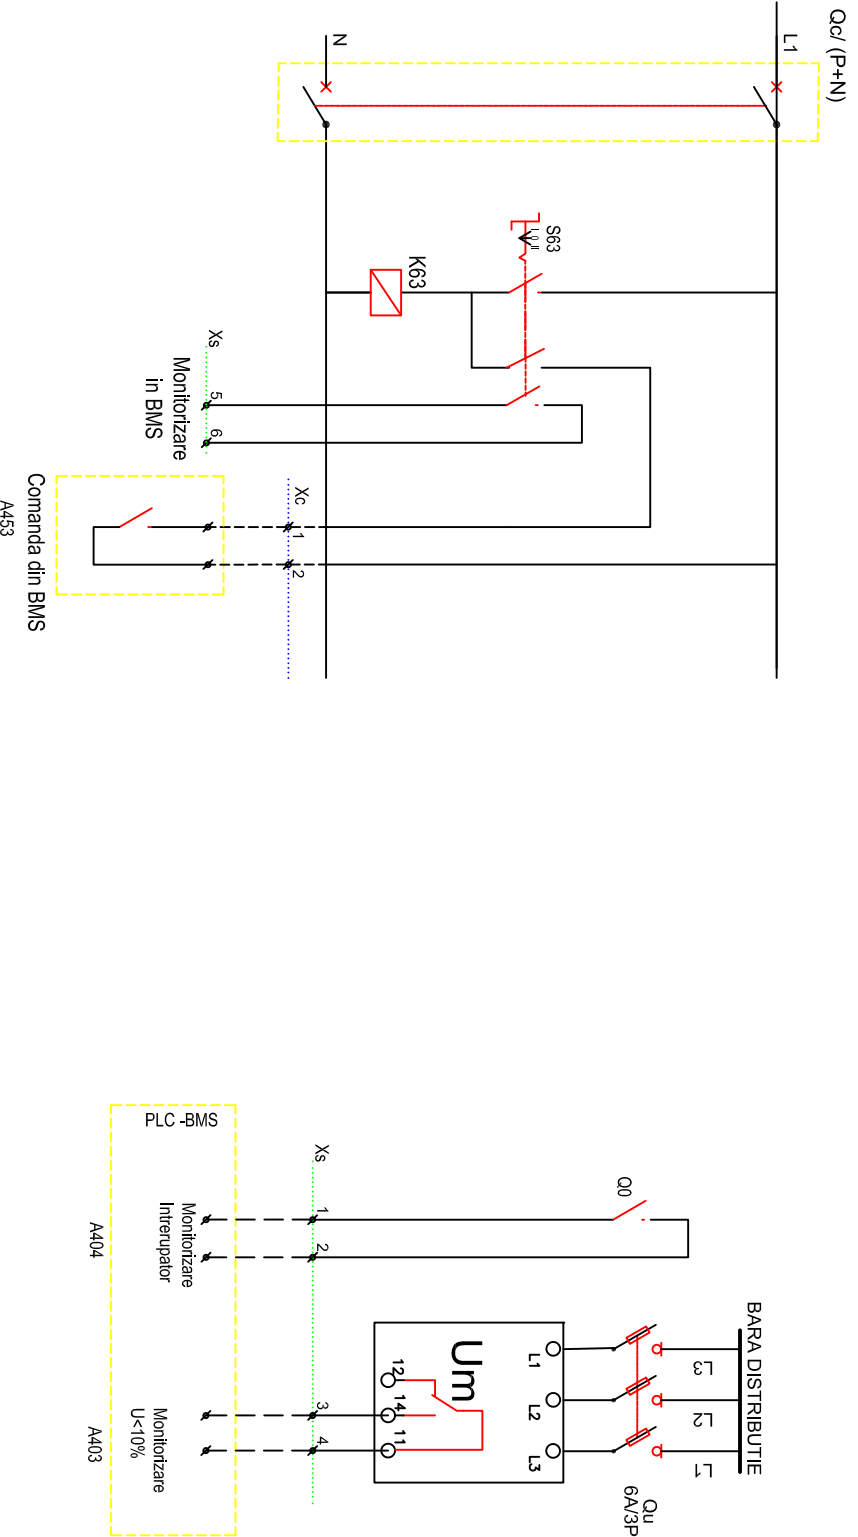 Qc/ (P+N)
L1
N
S63
I O II
K63
Xs
5
6
Monitorizare
in BMS
Xc
1
2
Comanda din BMS
A453
PLC -BMS
Xs
1
2
3
4
Q0
Monitorizare
Intrerupator
A404
Monitorizare
U<10%
A403
Um
12
14
11
L1
L2
L3
BARA DISTRIBUTIE
L3
L2
L1
Qu
6A/3P